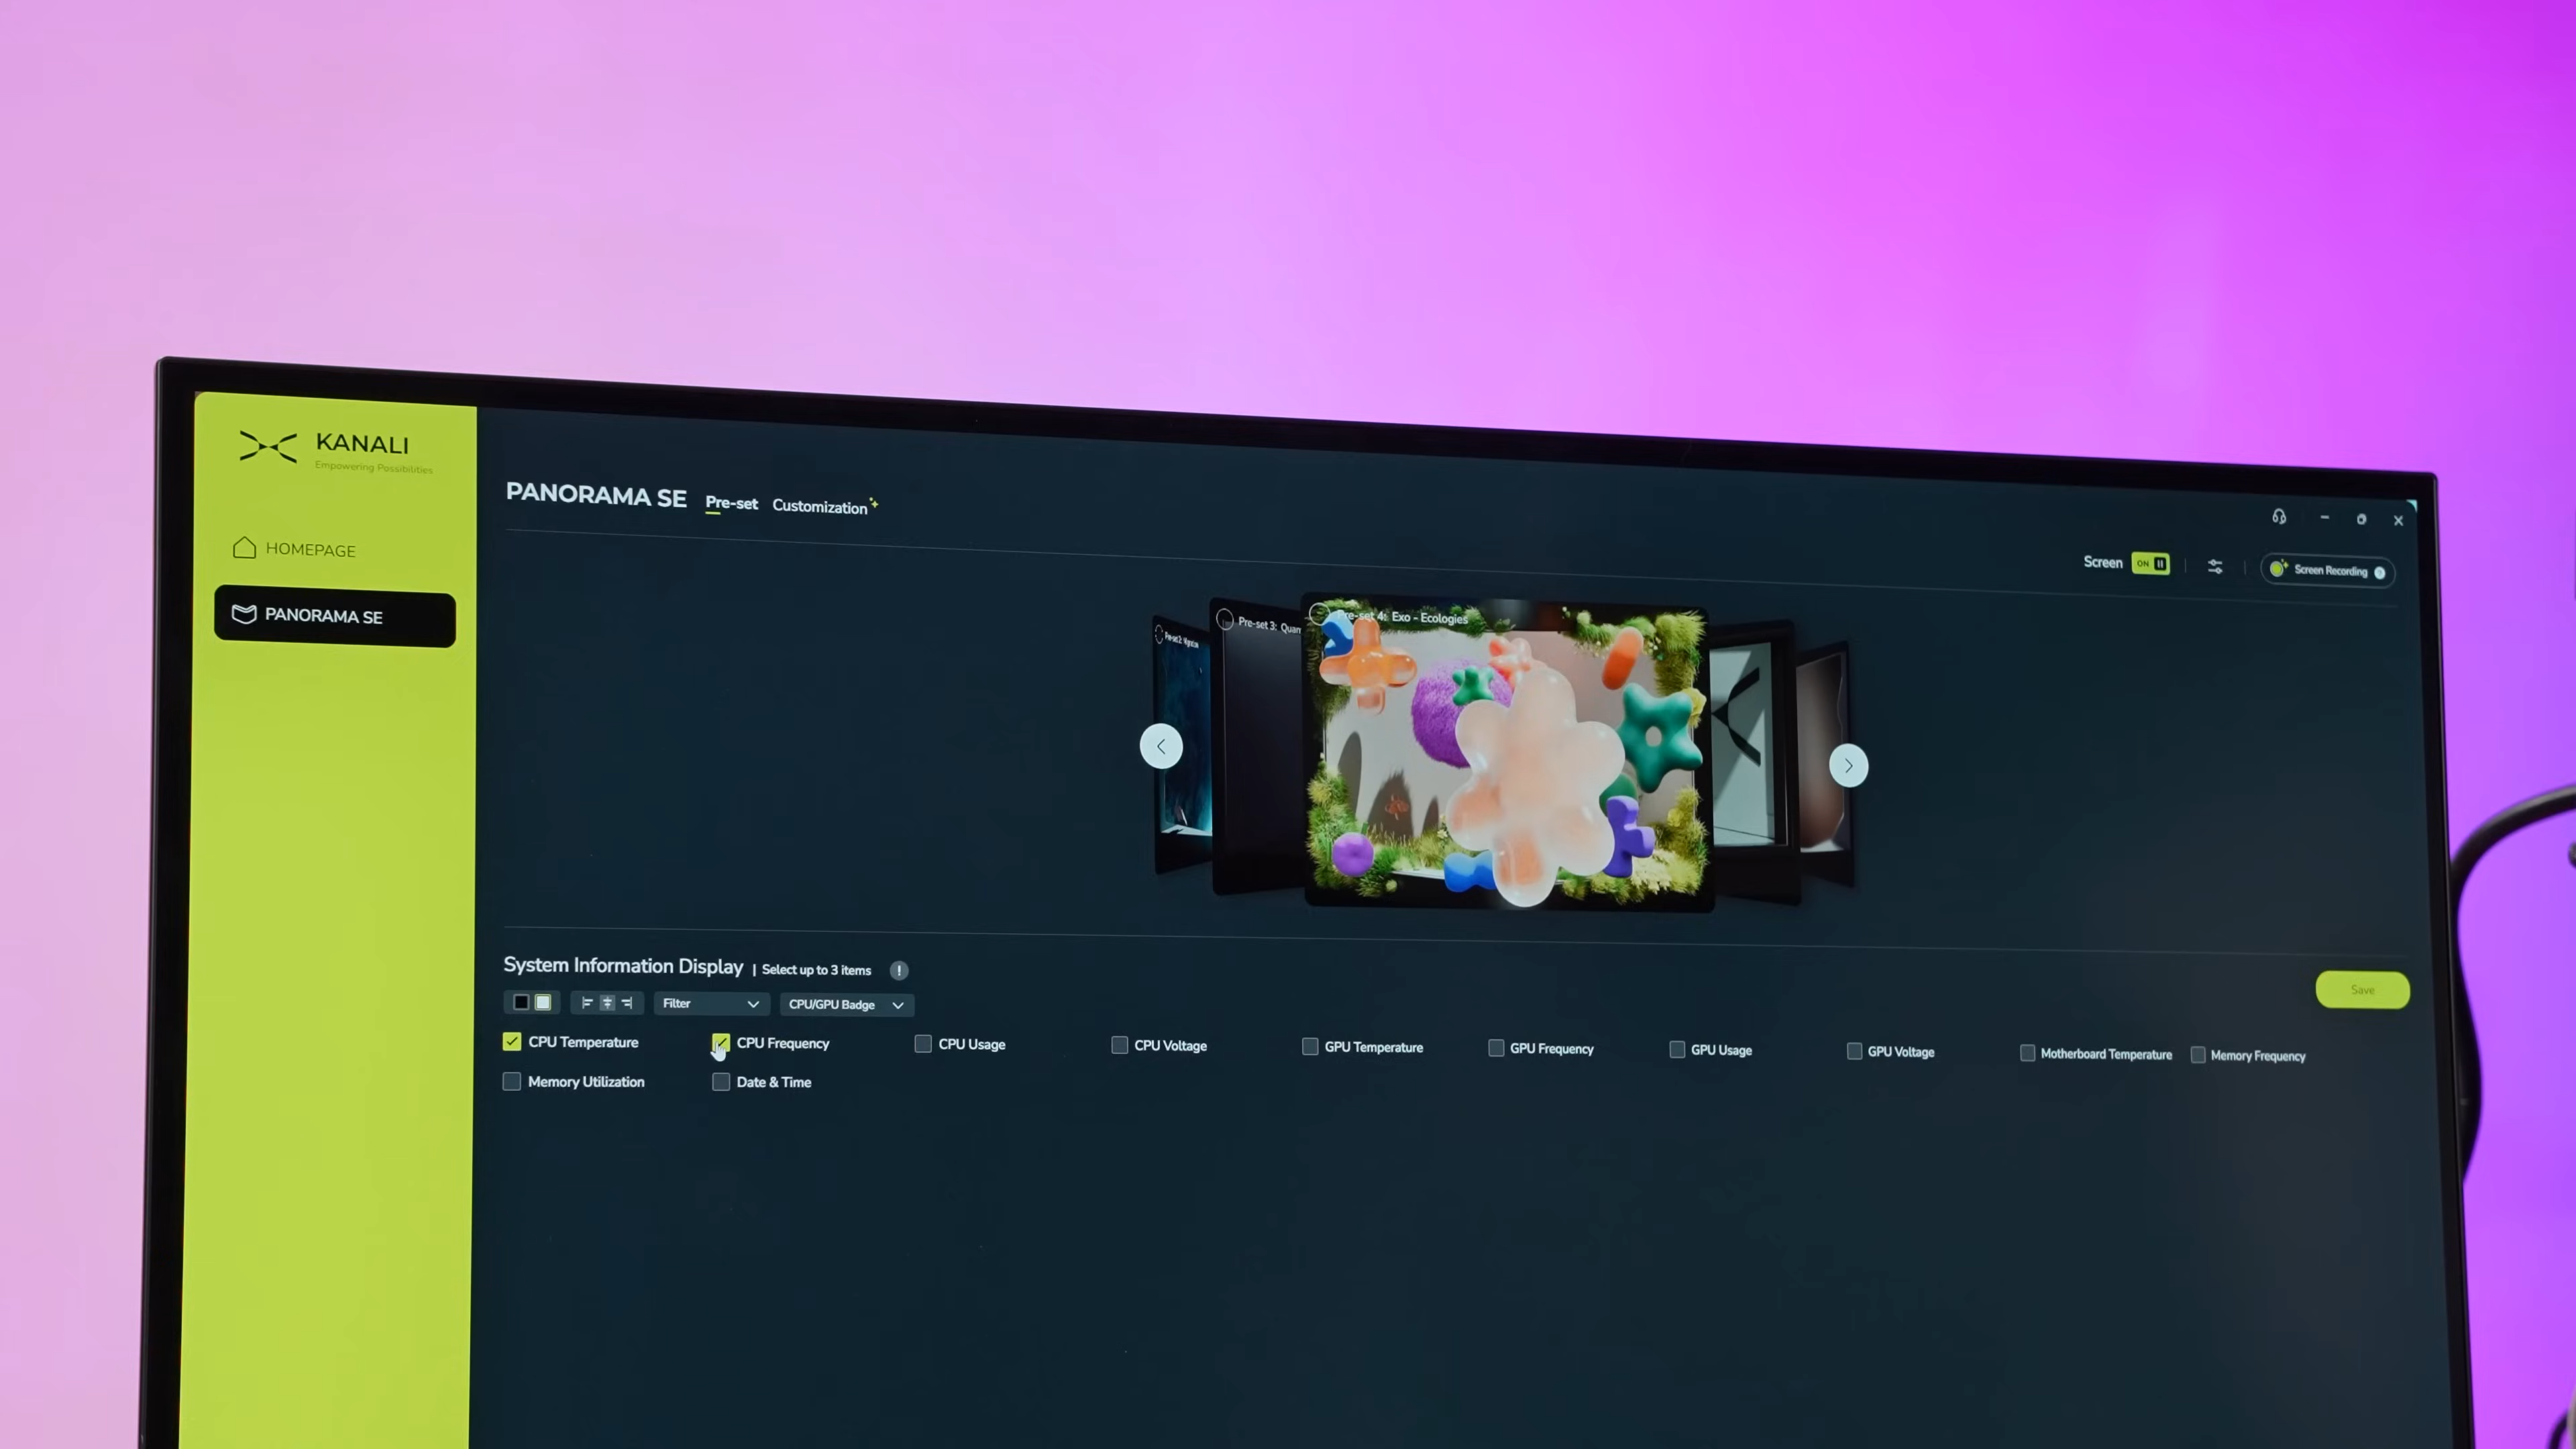 KANALI
Empowering Possibilities
HOMEPAGE
PANORAMA SE
PANORAMA SE Pre-set Customization
Screen ON Screen Recording
Pre-set 3: Quan
Pre-set 4: Exo - Ecologies
System Information Display | Select up to 3 items
Save
Filter CPU/GPU Badge
CPU Temperature CPU Frequency CPU Usage CPU Voltage GPU Temperature GPU Frequency GPU Usage GPU Voltage Motherboard Temperature Memory Frequency
Memory Utilization Date & Time